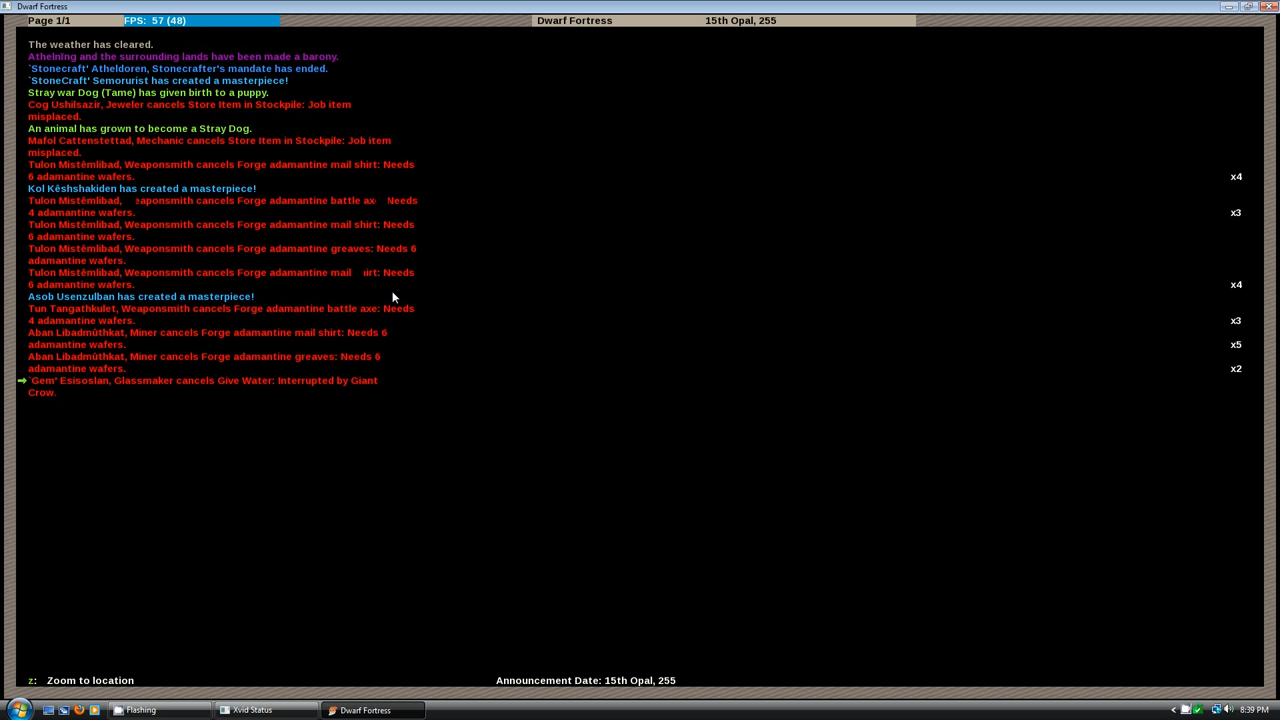 Dwarf Fortress
Page 1/1 FPS: 57 (48) Dwarf Fortress 15th Opal, 255
The weather has cleared.
Athelnïng and the surrounding lands have been made a barony.
`Stonecraft' Atheldoren, Stonecrafter's mandate has ended.
`StoneCraft' Semorurist has created a masterpiece!
Stray war Dog (Tame) has given birth to a puppy.
Cog Ushilsazir, Jeweler cancels Store Item in Stockpile: Job item
misplaced.
An animal has grown to become a Stray Dog.
Mafol Cattenstettad, Mechanic cancels Store Item in Stockpile: Job item
misplaced.
Tulon Mistêmlibad, Weaponsmith cancels Forge adamantine mail shirt: Needs
6 adamantine wafers. x4
Kol Kêshshakiden has created a masterpiece!
Tulon Mistêmlibad, eaponsmith cancels Forge adamantine battle ax Needs
4 adamantine wafers. x3
Tulon Mistêmlibad, Weaponsmith cancels Forge adamantine mail shirt: Needs
6 adamantine wafers.
Tulon Mistêmlibad, Weaponsmith cancels Forge adamantine greaves: Needs 6
adamantine wafers.
Tulon Mistêmlibad, Weaponsmith cancels Forge adamantine mail irt: Needs
6 adamantine wafers. x4
Asob Usenzulban has created a masterpiece!
Tun Tangathkulet, Weaponsmith cancels Forge adamantine battle axe: Needs
4 adamantine wafers. x3
Aban Libadmûthkat, Miner cancels Forge adamantine mail shirt: Needs 6
adamantine wafers. x5
Aban Libadmûthkat, Miner cancels Forge adamantine greaves: Needs 6
adamantine wafers. x2
`Gem' Esisoslan, Glassmaker cancels Give Water: Interrupted by Giant
Crow.
z: Zoom to location Announcement Date: 15th Opal, 255
Flashing Xvid Status Dwarf Fortress 8:39 PM